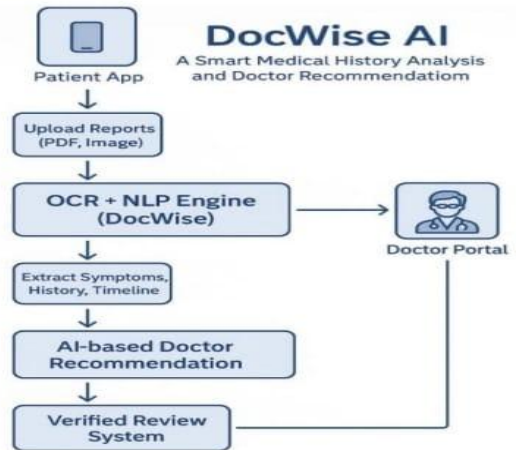 DocWise AI
A Smart Medical History Analysis
and Doctor Recommendatiom
Patient App
Upload Reports
(PDF, Image)
OCR + NLP Engine
(DocWise)
Doctor Portal
Extract Symptoms,
History, Timeline
AI-based Doctor
Recommendation
Verified Review
System